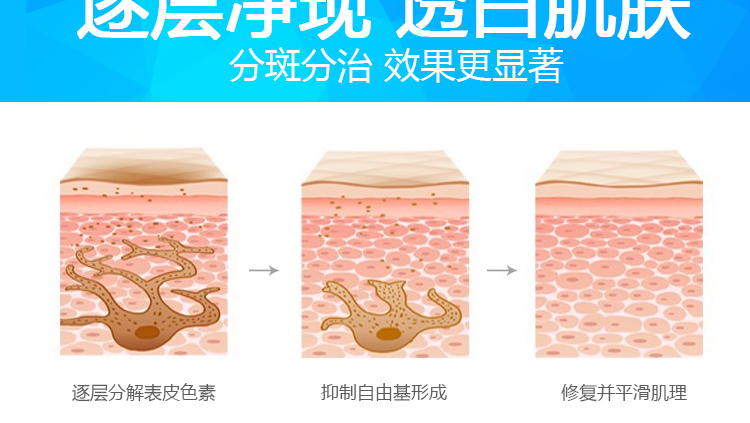 逐层净现 透白肌肤
分斑分治 效果更显著
逐层分解表皮色素
抑制自由基形成
修复并平滑肌理